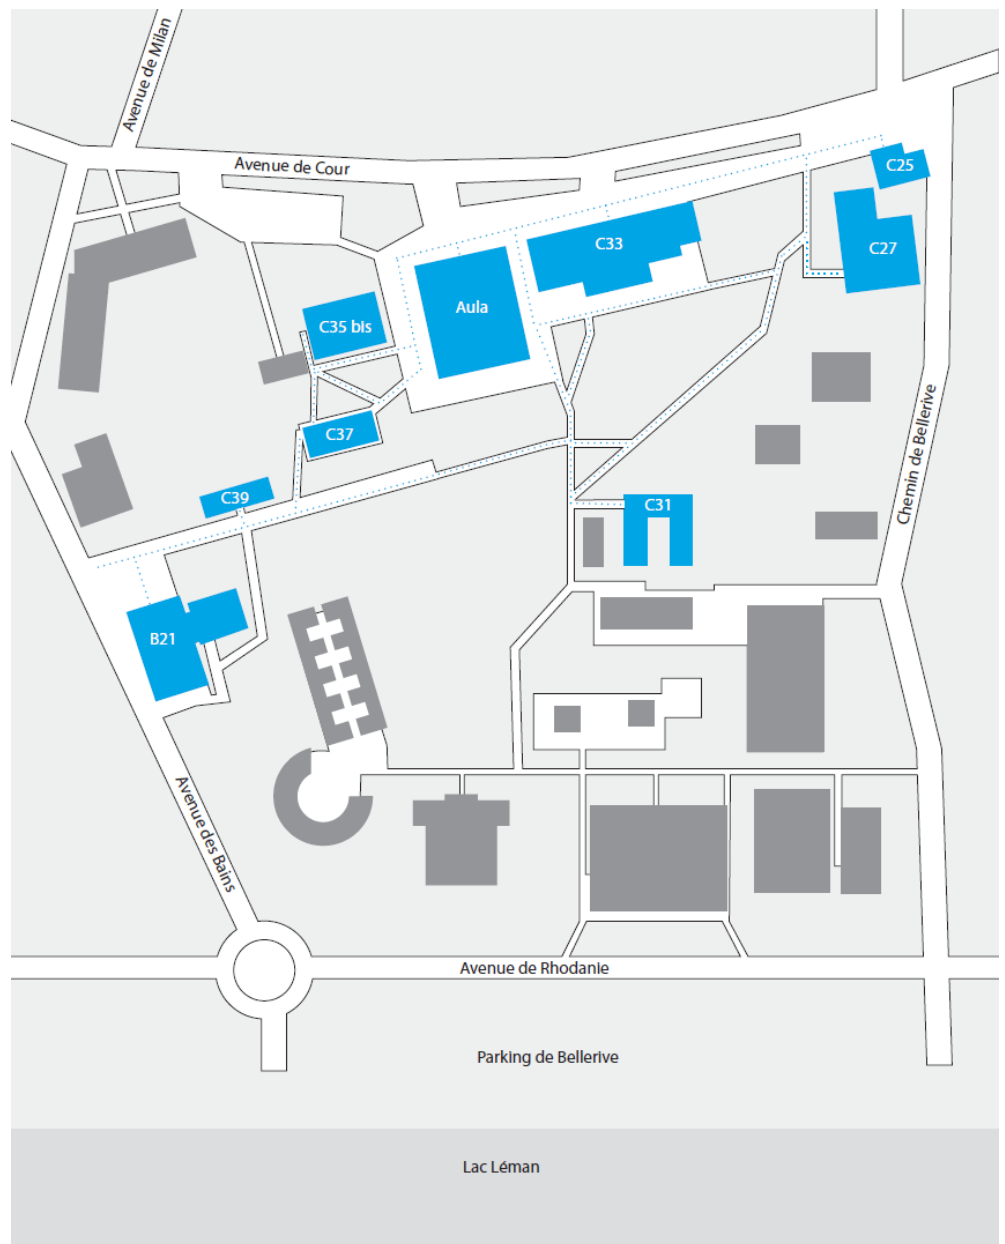 Avenue de Milan
Avenue de Cour
C25
C33
C27
Aula
C35 bis
C37
Chemin de Bellerive
C39
C31
B21
Avenue des Bains
Avenue de Rhodanie
Parking de Bellerive
Lac Léman